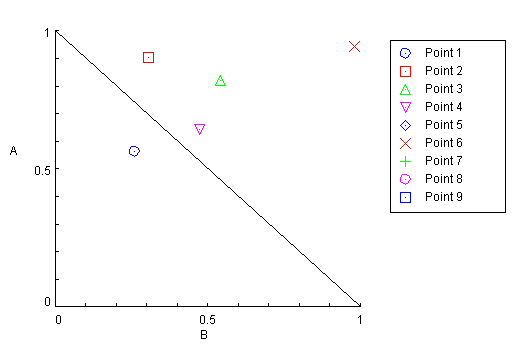 1
A
0.5
0
0
0.5
1
B
Point 1
Point 2
Point 3
Point 4
Point 5
Point 6
Point 7
Point 8
Point 9